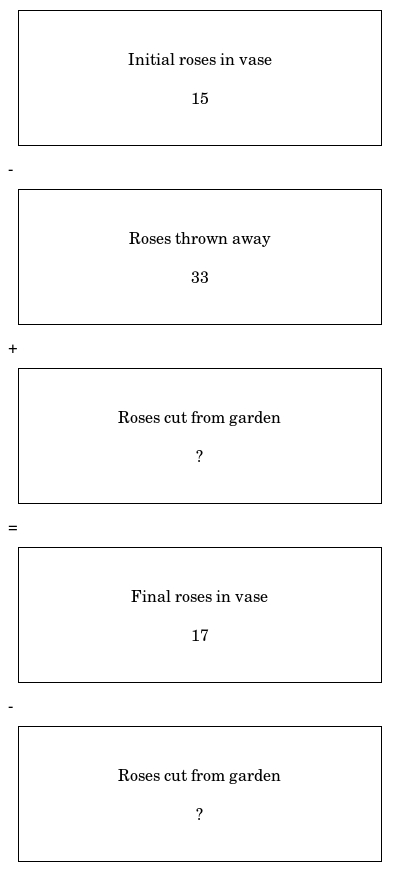 Initial roses in vase
15
-
Roses thrown away
33
+
Roses cut from garden
?
=
Final roses in vase
17
-
Roses cut from garden
?